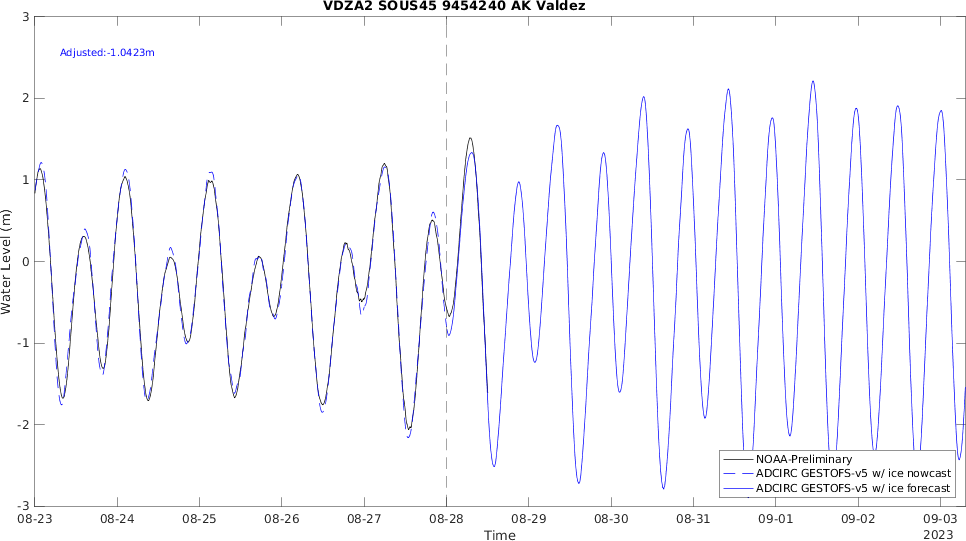 VDZA2 SOUS45 9454240 AK Valdez
Adjusted:-1.0423m
3
2
1
0
-1
-2
-3
Water Level (m)
NOAA-Preliminary
ADCIRC GESTOFS-v5 w/ ice nowcast
ADCIRC GESTOFS-v5 w/ ice forecast
08-23 08-24 08-25 08-26 08-27 08-28 08-29 08-30 08-31 09-01 09-02 09-03
Time 2023